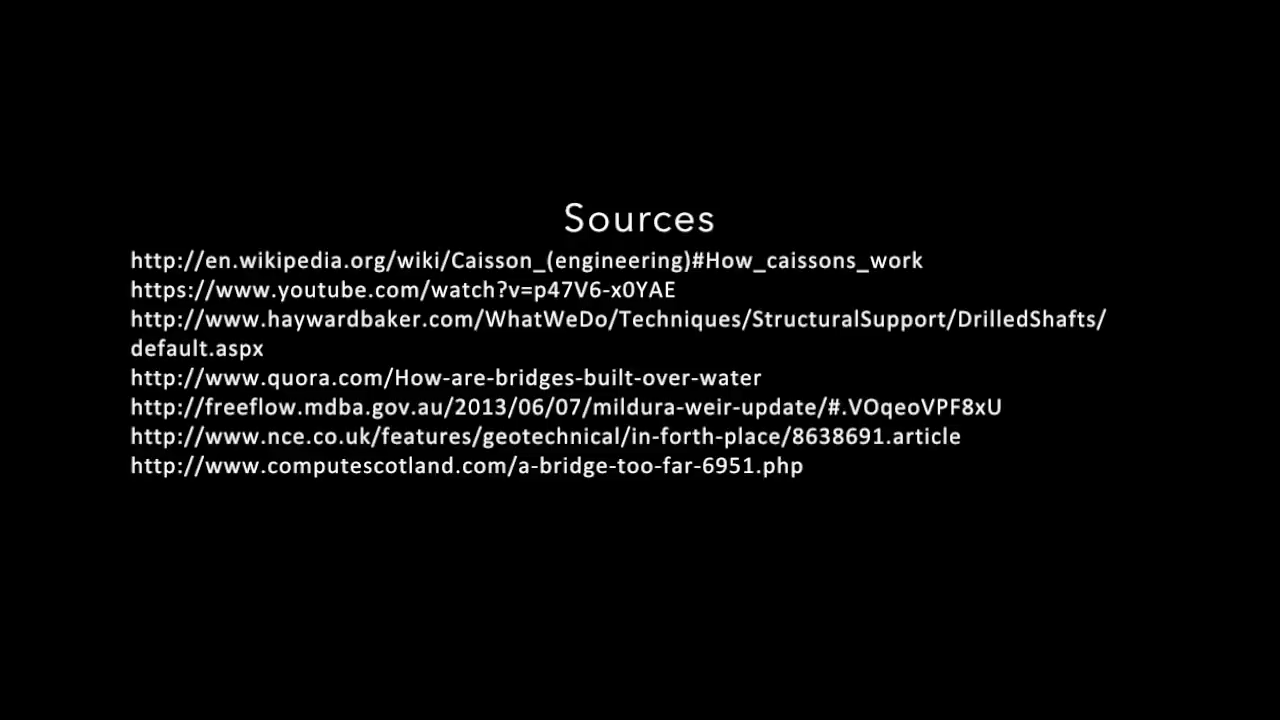 Sources
http://en.wikipedia.org/wiki/Caisson_(engineering)#How_caissons_work
https://www.youtube.com/watch?v=p47V6-x0YAE
http://www.haywardbaker.com/WhatWeDo/Techniques/StructuralSupport/DrilledShafts/
default.aspx
http://www.quora.com/How-are-bridges-built-over-water
http://freeflow.mdba.gov.au/2013/06/07/mildura-weir-update/#.VOqeoVPF8xU
http://www.nce.co.uk/features/geotechnical/in-forth-place/8638691.article
http://www.computescotland.com/a-bridge-too-far-6951.php